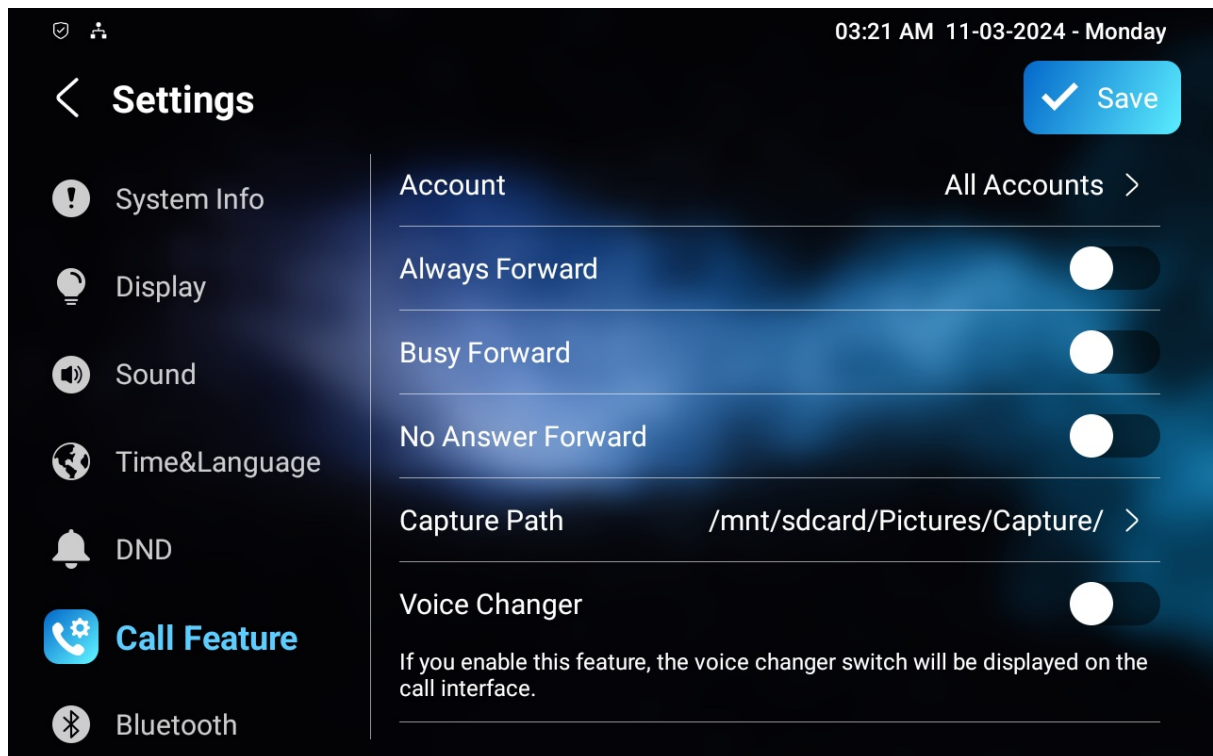 03:21 AM 11-03-2024 - Monday
Settings
Save
System Info
Display
Sound
Time&Language
DND
Call Feature
Bluetooth
Account All Accounts
Always Forward
Busy Forward
No Answer Forward
Capture Path /mnt/sdcard/Pictures/Capture/
Voice Changer
If you enable this feature, the voice changer switch will be displayed on the
call interface.